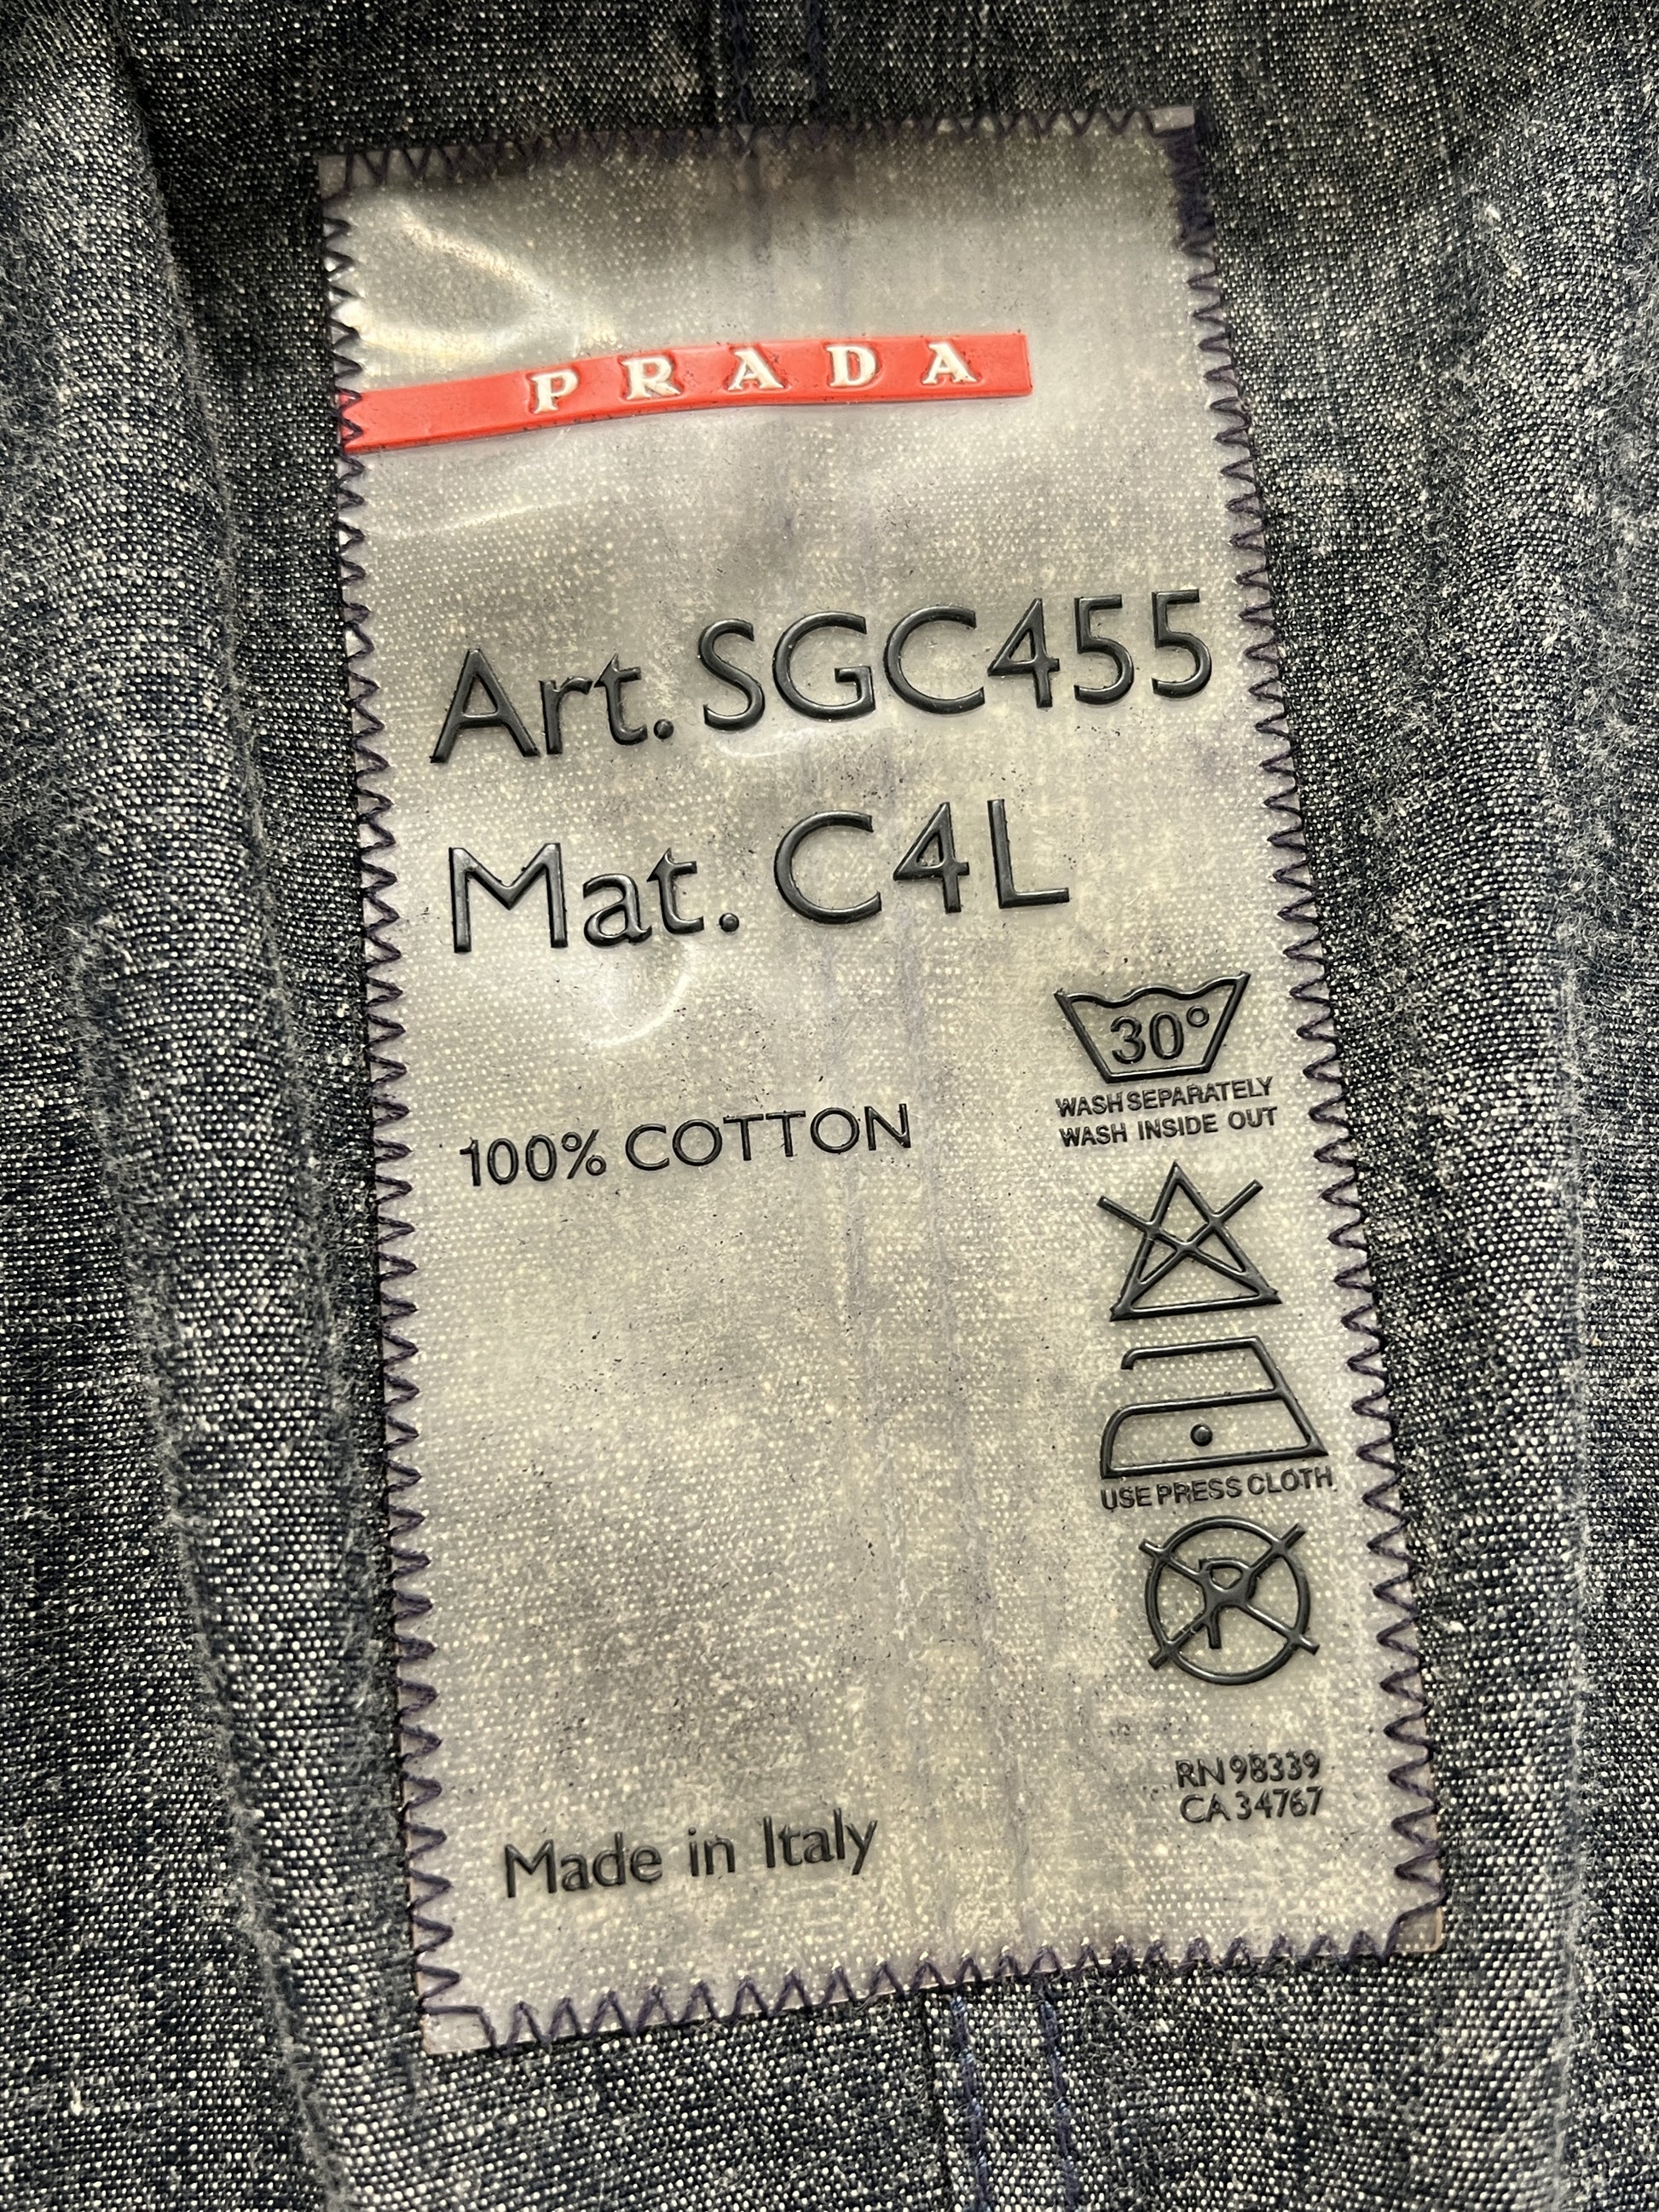 PRADA
Art. SGC455
Mat. C4L
30°
WASH SEPARATELY
WASH INSIDE OUT
100% COTTON
USE PRESS CLOTH
P
RN 98339
CA 34767
Made in Italy